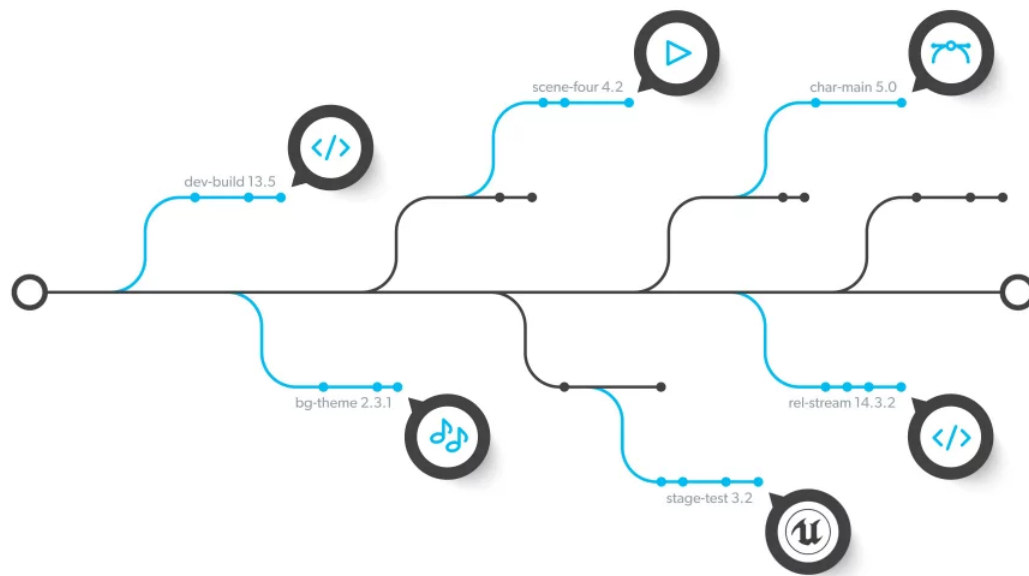 scene-four 4.2
char-main 5.0
dev-build 13.5
bg-theme 2.3.1
rel-stream 14.3.2
stage-test 3.2